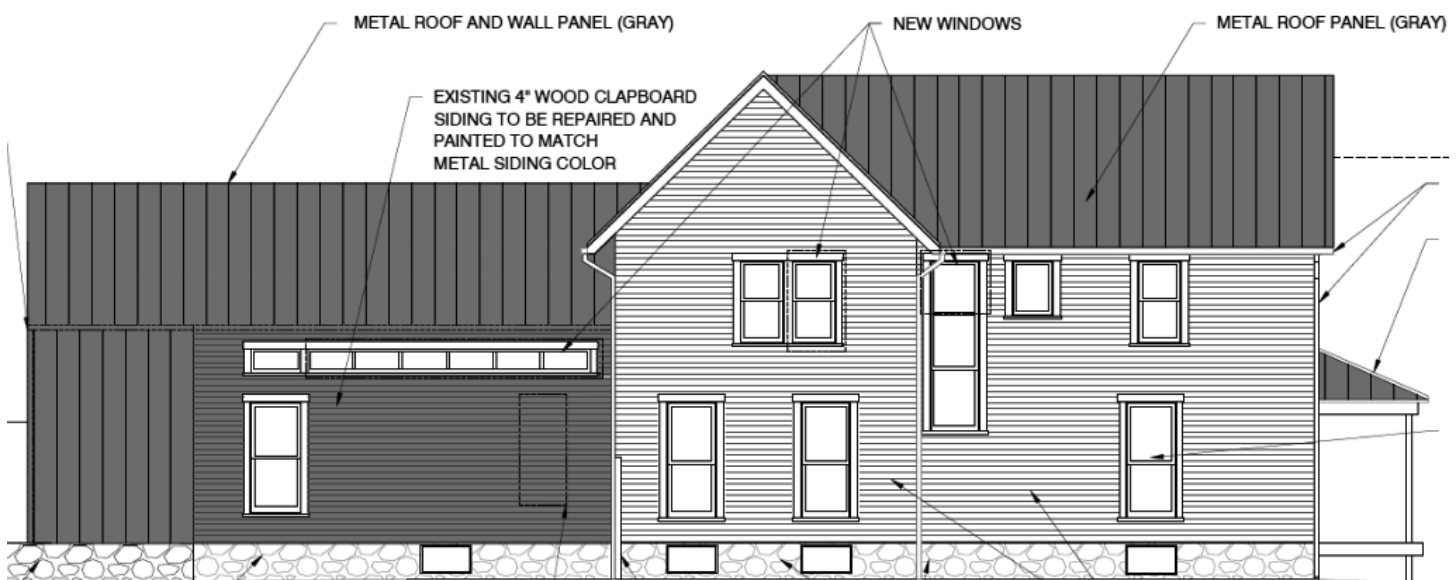 METAL ROOF AND WALL PANEL (GRAY)
NEW WINDOWS
METAL ROOF PANEL (GRAY)
EXISTING 4" WOOD CLAPBOARD
SIDING TO BE REPAIRED AND
PAINTED TO MATCH
METAL SIDING COLOR